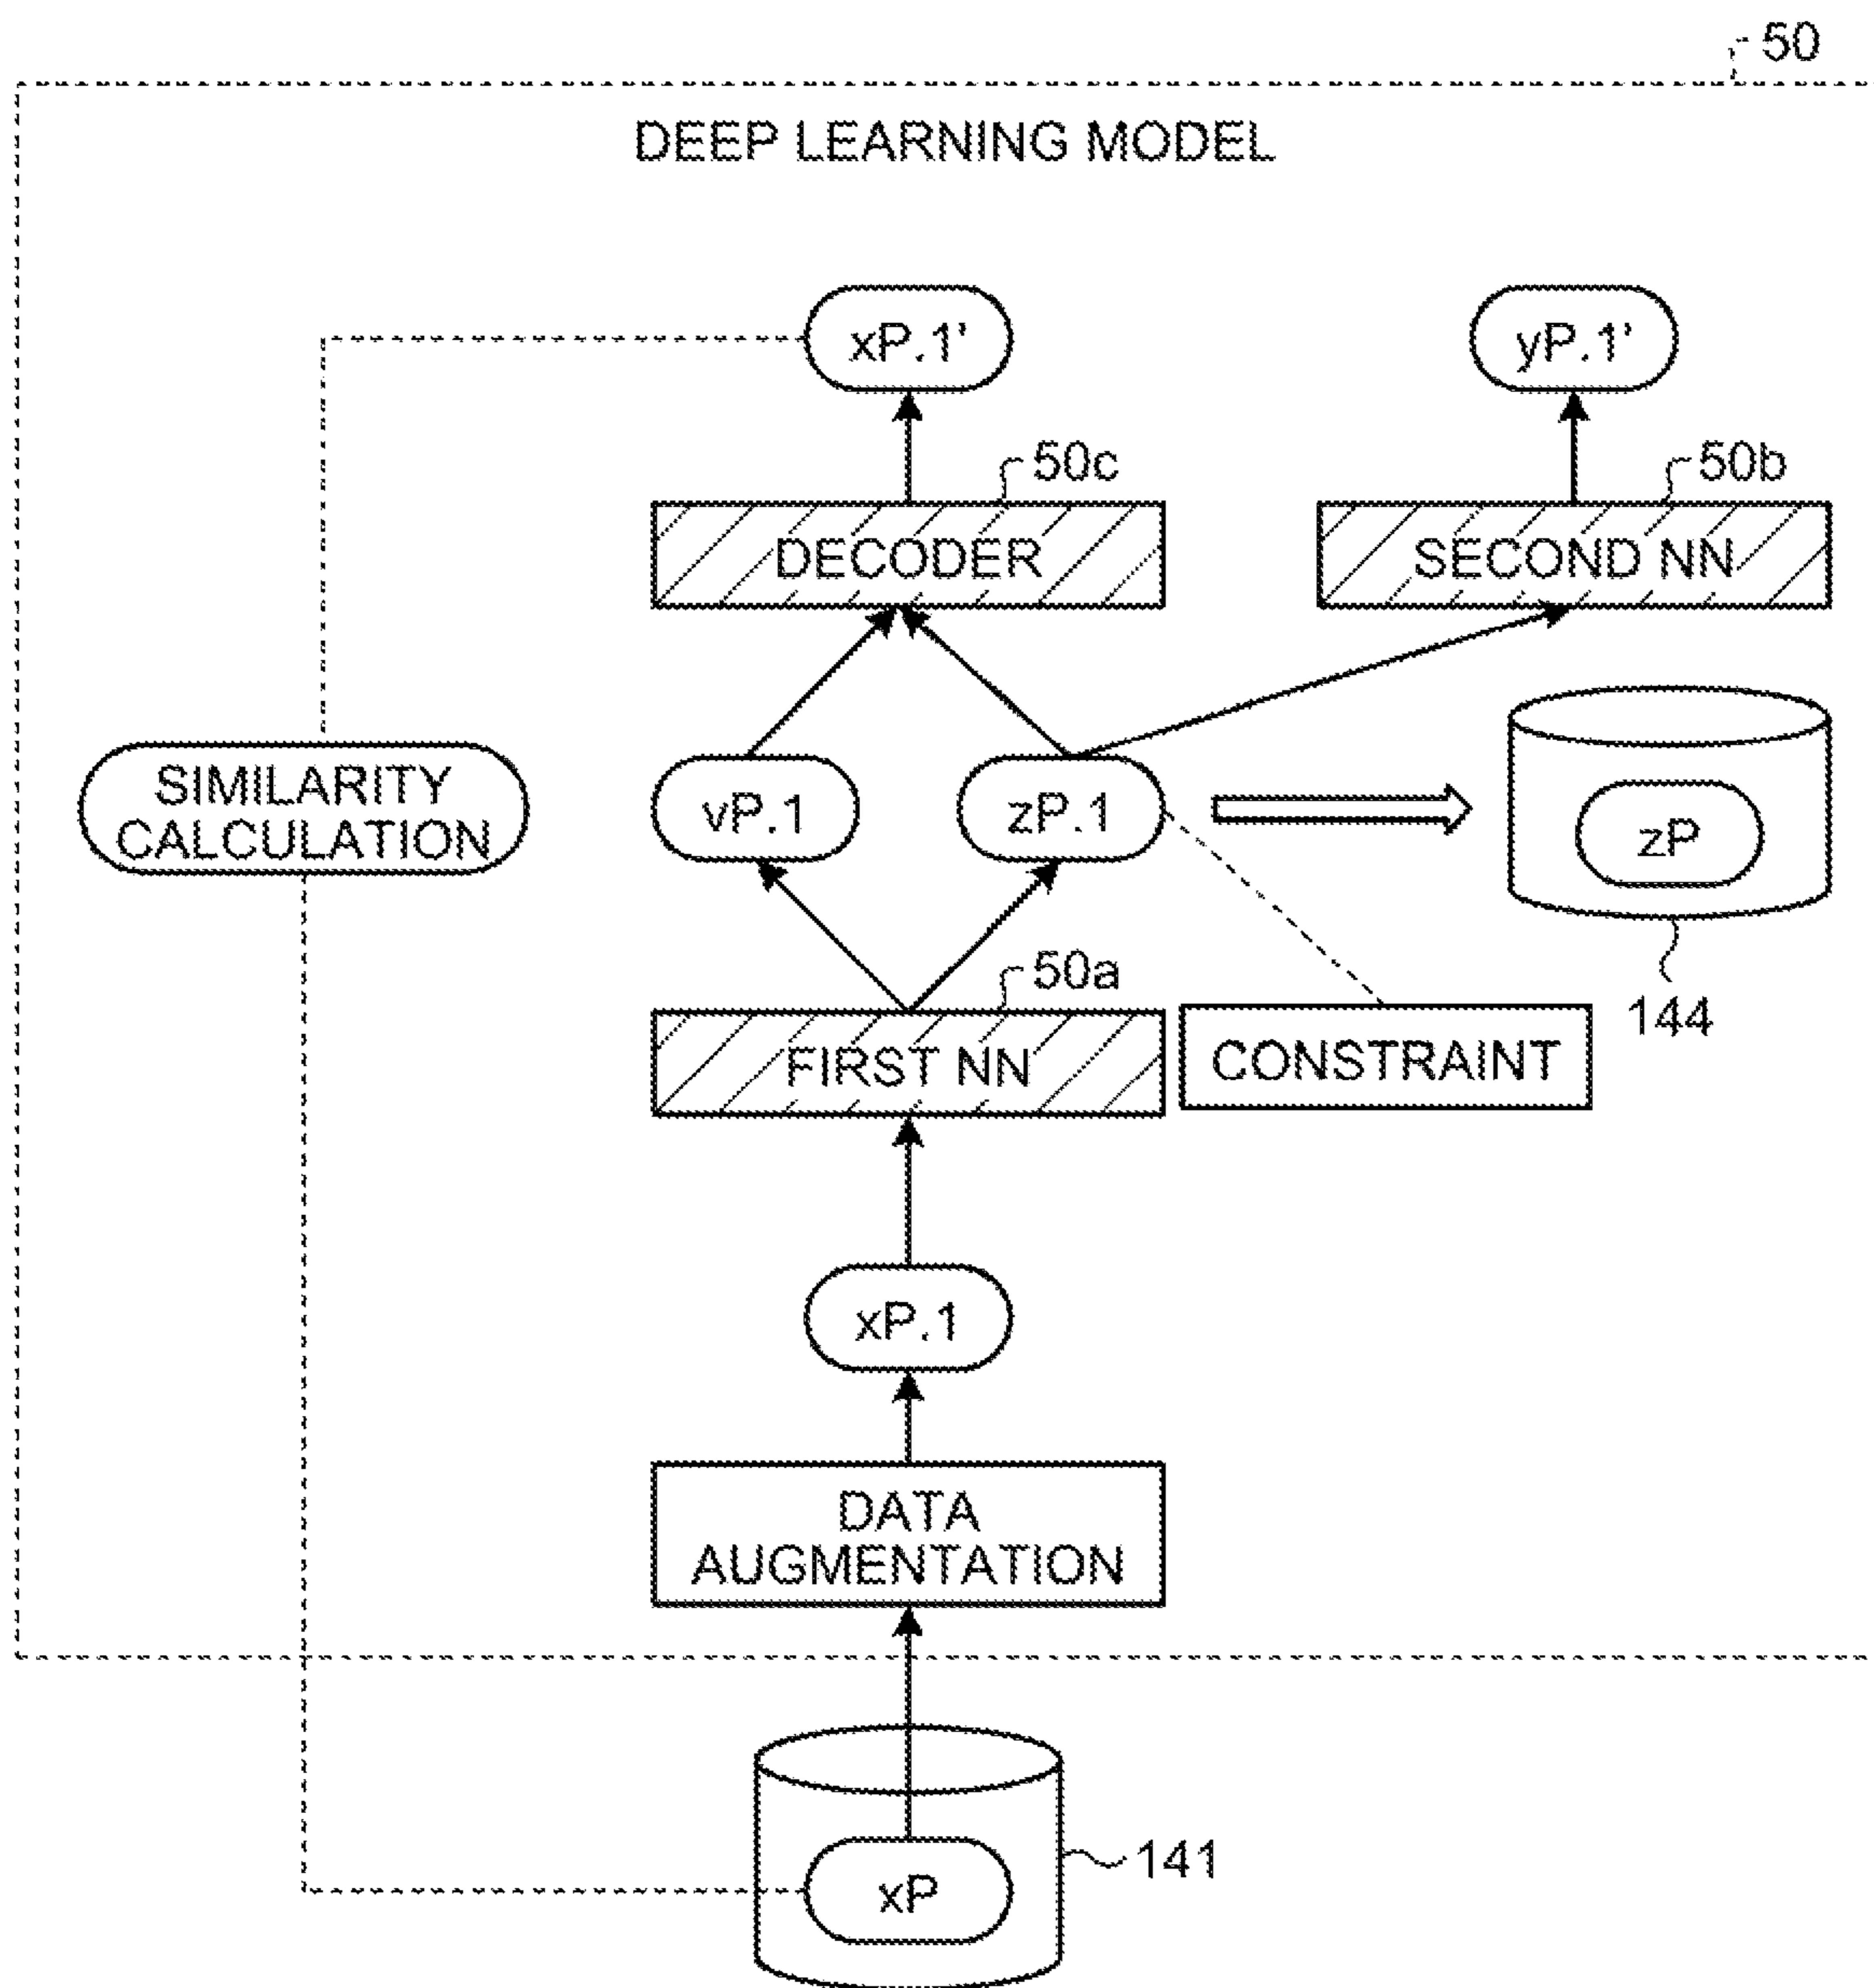 50
DEEP LEARNING MODEL
xP.1'
yP.1'
50c
50b
DECODER
SECOND NN
SIMILARITY
CALCULATION
vP.1
zP.1
zP
50a
144
FIRST NN
CONSTRAINT
xP.1
DATA
AUGMENTATION
141
xP